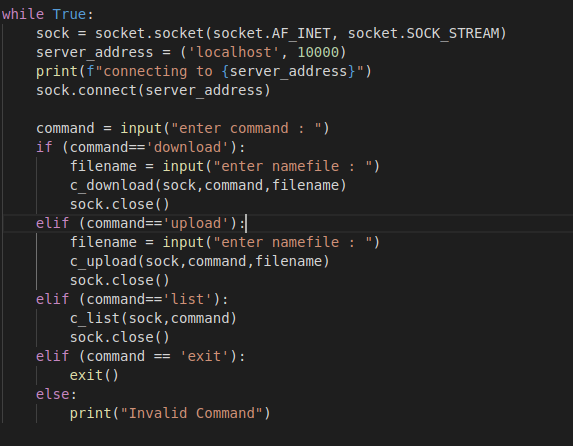 while True:
    sock = socket.socket(socket.AF_INET, socket.SOCK_STREAM)
    server_address = ('localhost', 10000)
    print(f"connecting to {server_address}")
    sock.connect(server_address)

    command = input("enter command : ")
    if (command=='download'):
        filename = input("enter namefile : ")
        c_download(sock,command,filename)
        sock.close()
    elif (command=='upload'):
        filename = input("enter namefile : ")
        c_upload(sock,command,filename)
        sock.close()
    elif (command=='list'):
        c_list(sock,command)
        sock.close()
    elif (command == 'exit'):
        exit()
    else:
        print("Invalid Command")